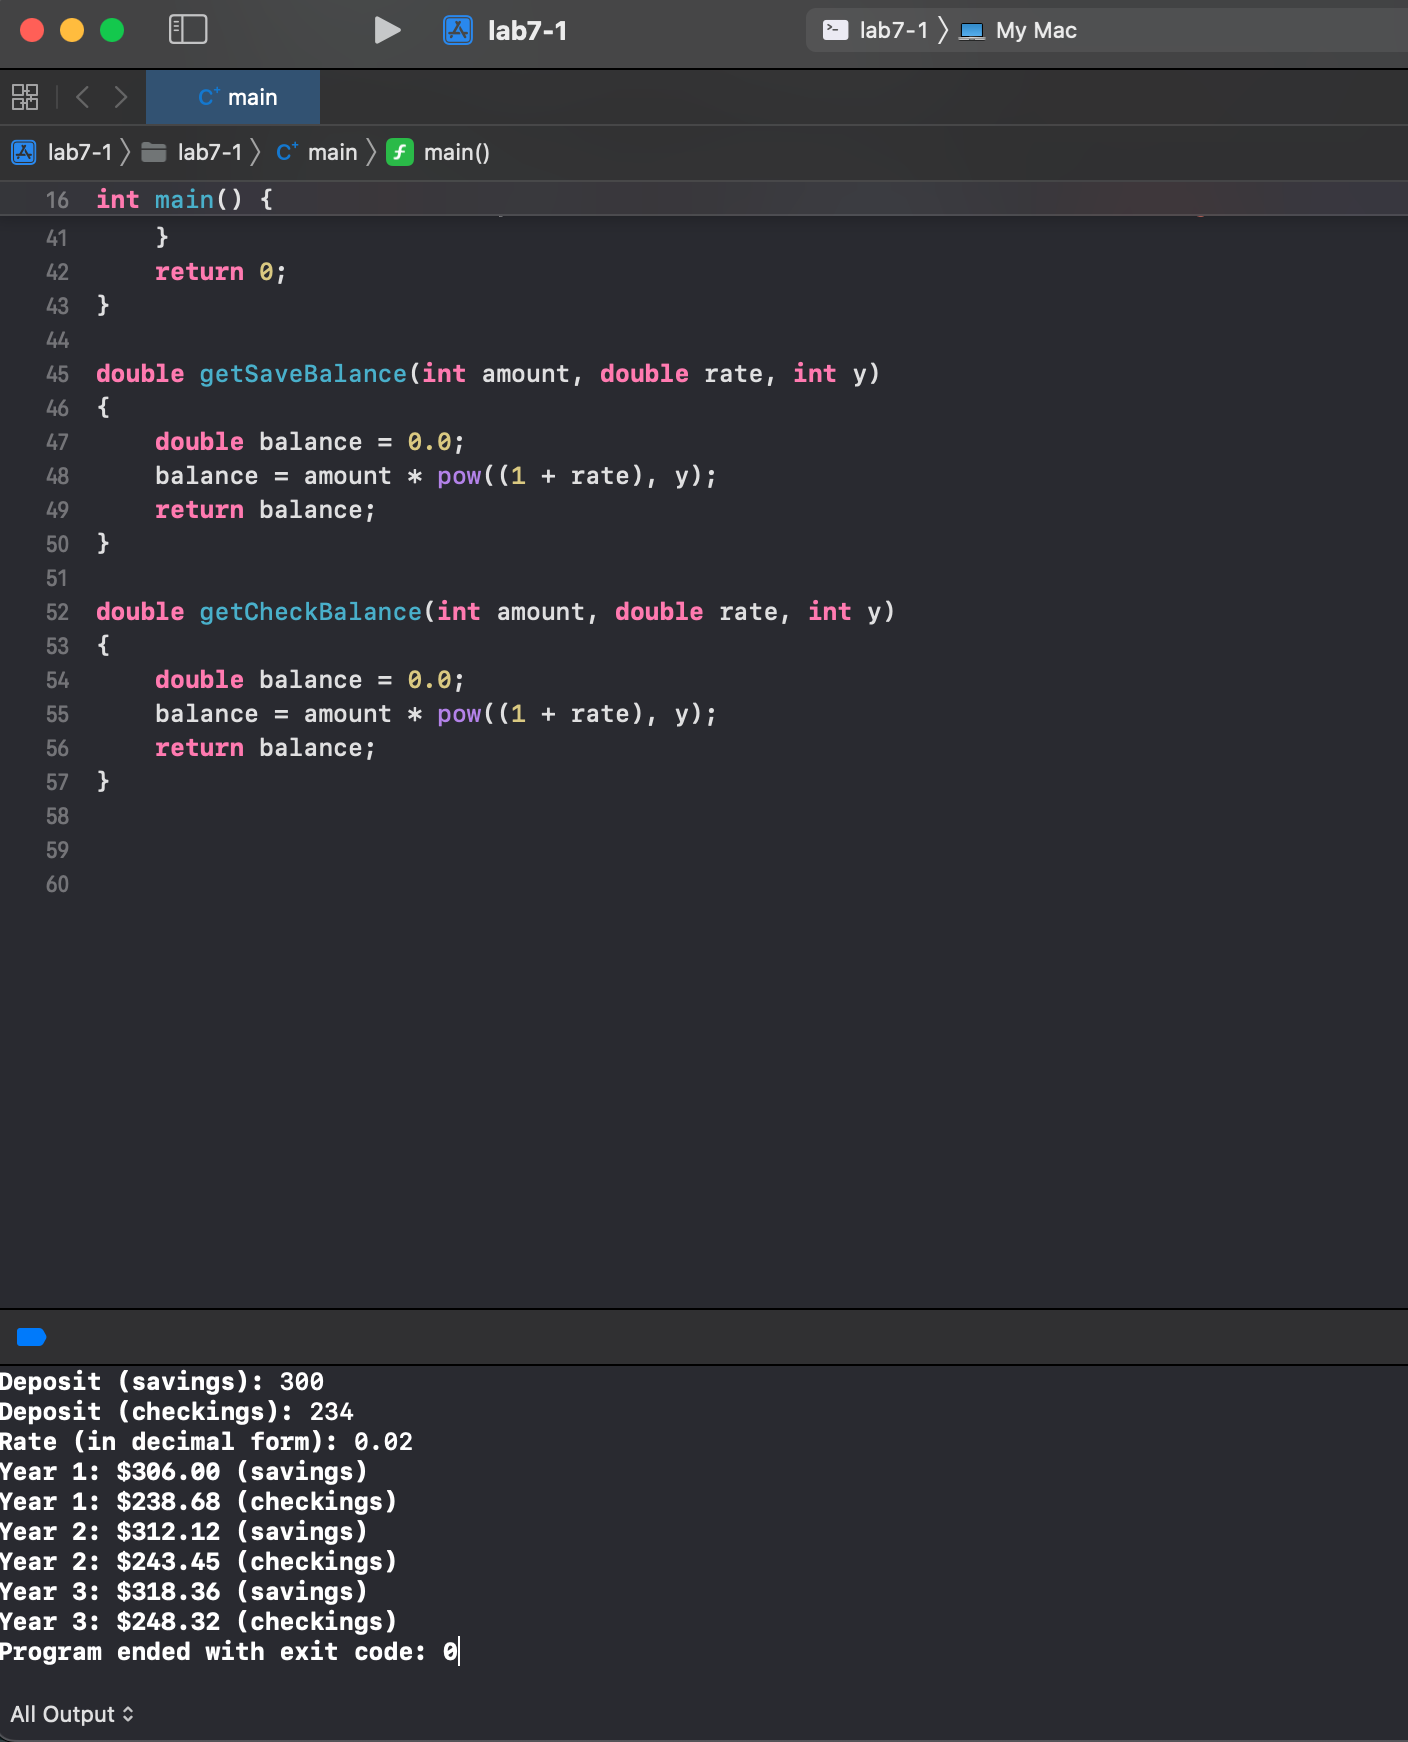 lab7-1
lab7-1 〉 My Mac
C+ main
lab7-1 〉 lab7-1 〉 C+ main 〉 f main()
16 int main() {
41     }
42     return 0;
43 }
44
45 double getSaveBalance(int amount, double rate, int y)
46 {
47     double balance = 0.0;
48     balance = amount * pow((1 + rate), y);
49     return balance;
50 }
51
52 double getCheckBalance(int amount, double rate, int y)
53 {
54     double balance = 0.0;
55     balance = amount * pow((1 + rate), y);
56     return balance;
57 }
58
59
60
Deposit (savings): 300
Deposit (checkings): 234
Rate (in decimal form): 0.02
Year 1: $306.00 (savings)
Year 1: $238.68 (checkings)
Year 2: $312.12 (savings)
Year 2: $243.45 (checkings)
Year 3: $318.36 (savings)
Year 3: $248.32 (checkings)
Program ended with exit code: 0
All Output